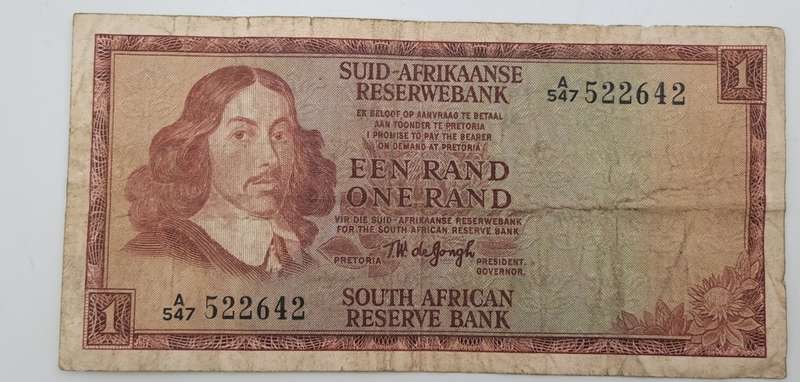 SUID-AFRIKAANSE
RESERWEBANK
A/547 522642
1
EK BELOOF OP AANVRAAG TE BETAAL
AAN TOONDER TE PRETORIA
I PROMISE TO PAY THE BEARER
ON DEMAND AT PRETORIA
EEN RAND
ONE RAND
VIR DIE SUID-AFRIKAANSE RESERWEBANK
FOR THE SOUTH AFRICAN RESERVE BANK
T.W. de Jongh
PRETORIA PRESIDENT.
GOVERNOR.
1
A/547 522642
SOUTH AFRICAN
RESERVE BANK